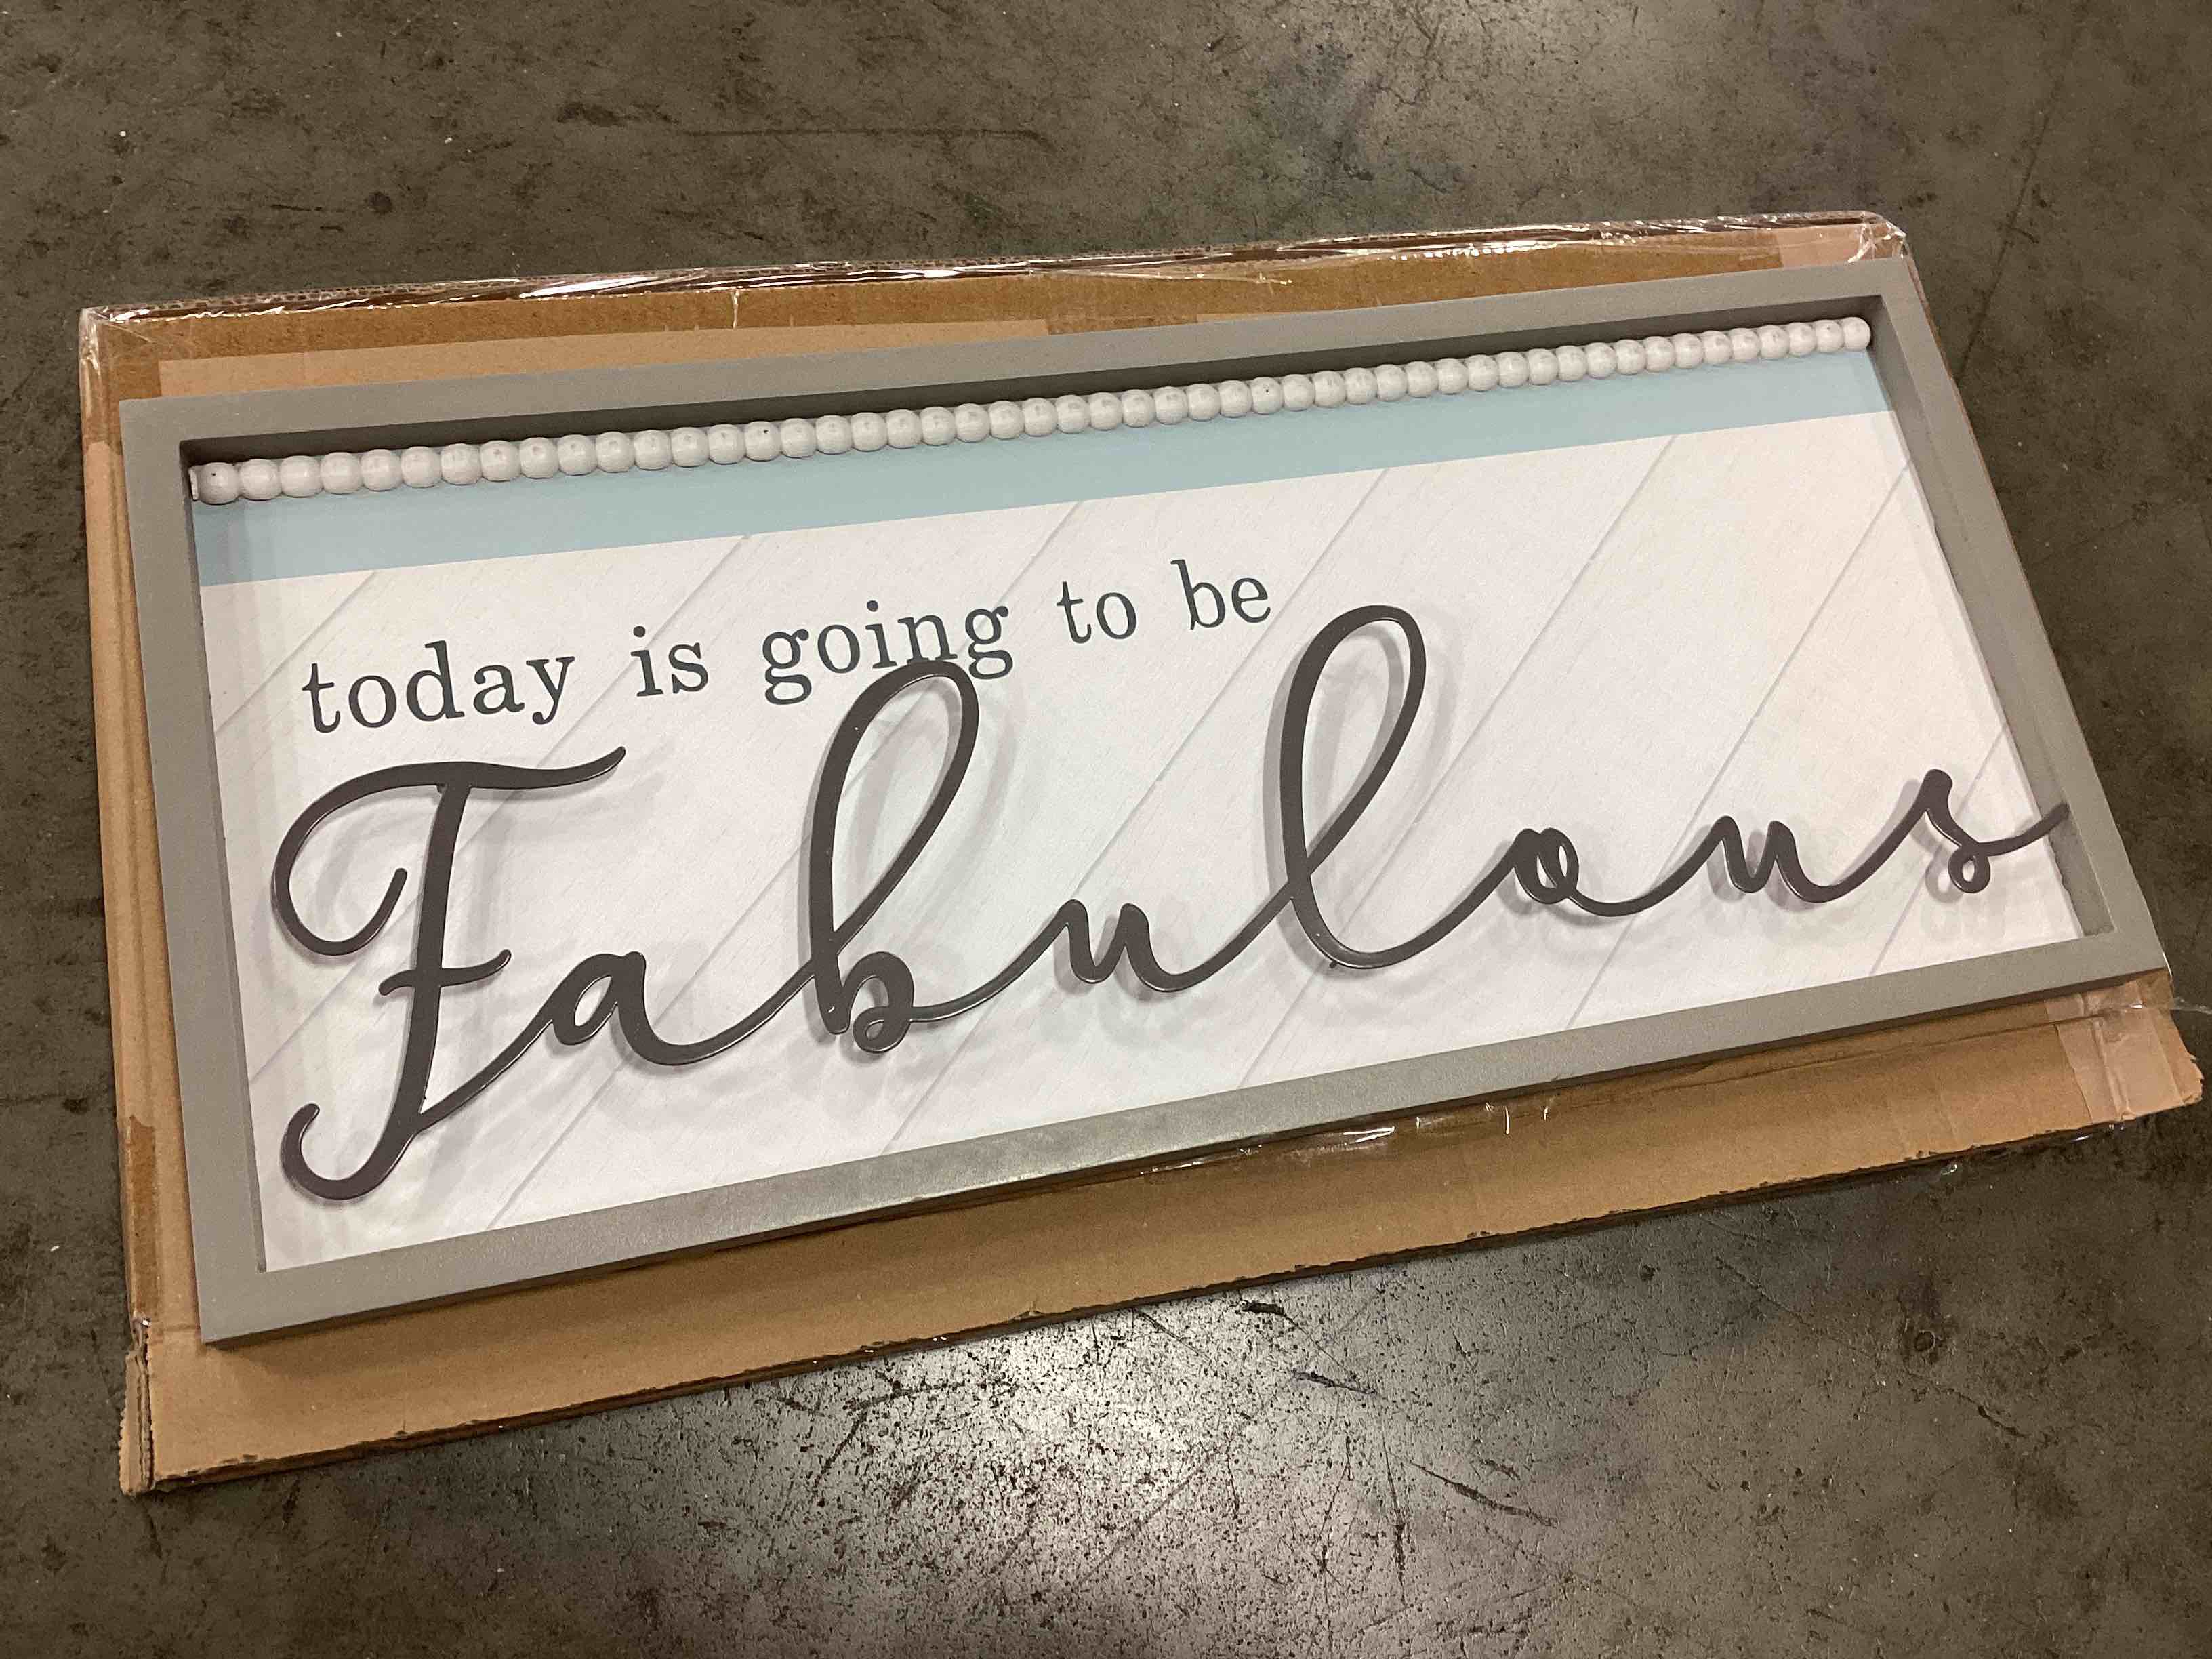 today is going to be
Fabulous